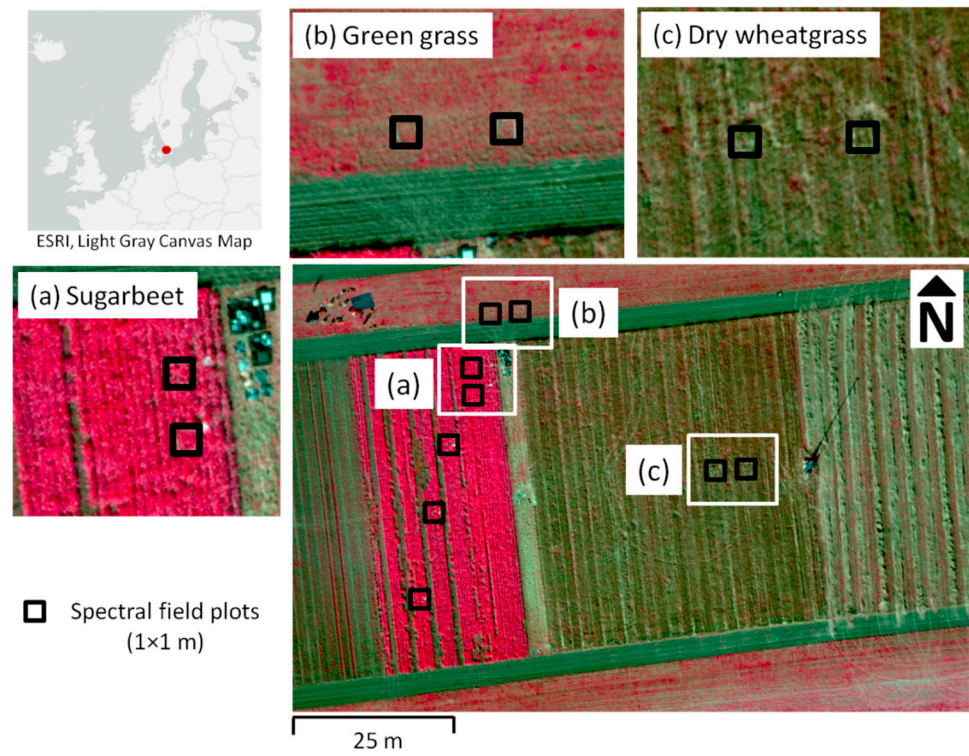 ESRI, Light Gray Canvas Map
(b) Green grass
(c) Dry wheatgrass
(a) Sugarbeet
(b)
(a)
(c)
N
Spectral field plots
(1×1 m)
25 m